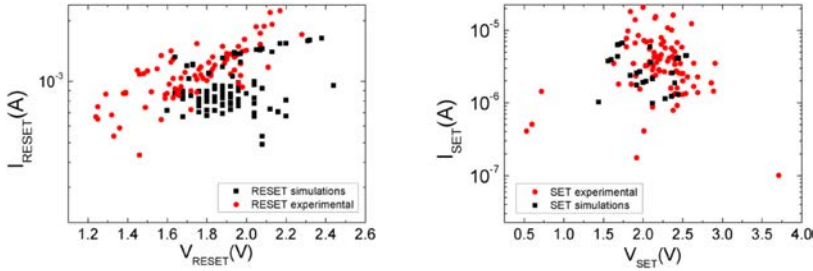 I_RESET(A)
10^-3
RESET simulations
RESET experimental
1.2 1.4 1.6 1.8 2.0 2.2 2.4 2.6
V_RESET(V)
I_SET(A)
10^-5
10^-6
10^-7
SET experimental
SET simulations
0.5 1.0 1.5 2.0 2.5 3.0 3.5 4.0
V_SET(V)